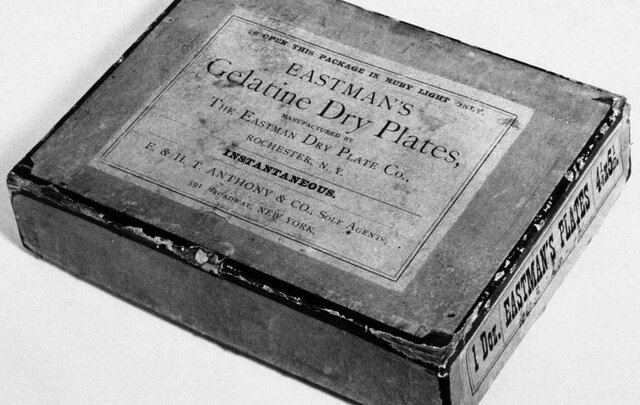 OPEN THIS PACKAGE IN RUBY LIGHT ONLY.
EASTMAN'S
Gelatine Dry Plates,
MANUFACTURED BY
THE EASTMAN DRY PLATE CO.,
ROCHESTER, N. Y.
INSTANTANEOUS.
E. & H. T. ANTHONY & CO., SOLE AGENTS,
591 BROADWAY, NEW YORK.
1 Doz. EASTMAN'S PLATES